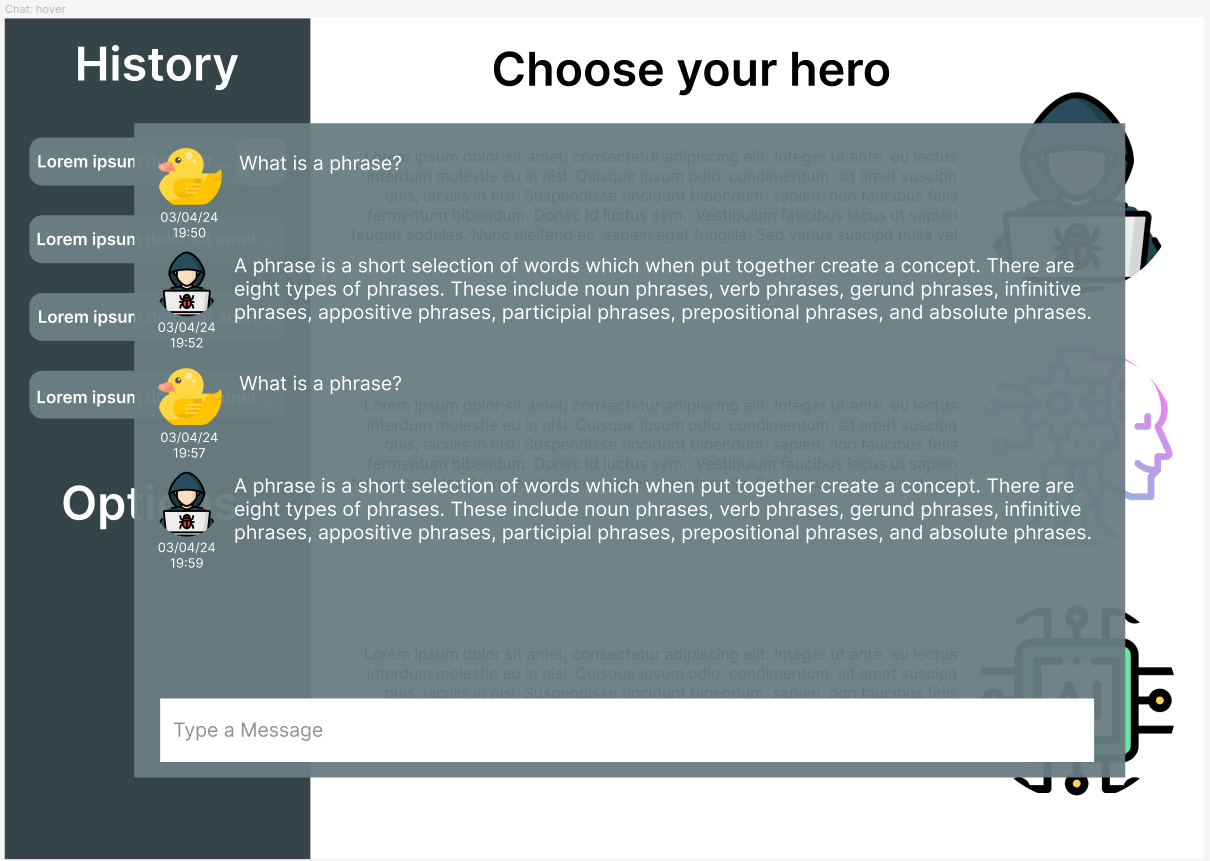 Chat: hover
History
Choose your hero
Lorem ipsum dolor sit amet ...
Lorem ipsum dolor sit amet ...
Lorem ipsum dolor sit amet ...
Lorem ipsum dolor sit amet ...
Options
What is a phrase?
03/04/24
19:50
A phrase is a short selection of words which when put together create a concept. There are
eight types of phrases. These include noun phrases, verb phrases, gerund phrases, infinitive
phrases, appositive phrases, participial phrases, prepositional phrases, and absolute phrases.
03/04/24
19:52
What is a phrase?
03/04/24
19:57
A phrase is a short selection of words which when put together create a concept. There are
eight types of phrases. These include noun phrases, verb phrases, gerund phrases, infinitive
phrases, appositive phrases, participial phrases, prepositional phrases, and absolute phrases.
03/04/24
19:59
ipsum dolor sit amet, consectetur adipiscing elit. Integer ut ante eu lectus
interdum molestie eu in nisl. Quisque ipsum odio, condimentum sit amet suscipit
quis, iaculis in nisl. Suspendisse tincidunt bibendum sapien, non faucibus felis
fermentum bibendum. Donec id luctus sem. Vestibulum faucibus lacus ut sapien
feugiat sodales. Nunc eleifend ac sapien eget fringilla. Sed varius suscipit nulla vel
Lorem ipsum dolor sit amet, consectetur adipiscing elit. Integer ut ante eu lectus
interdum molestie eu in nisl. Quisque ipsum odio, condimentum sit amet suscipit
quis, iaculis in nisl. Suspendisse tincidunt bibendum sapien, non faucibus felis
fermentum bibendum. Donec id luctus sem. Vestibulum faucibus lacus ut sapien
Lorem ipsum dolor sit amet, consectetur adipiscing elit. Integer ut ante eu lectus
interdum molestie eu in nisl. Quisque ipsum odio, condimentum sit amet suscipit
quis, iaculis in nisl. Suspendisse tincidunt bibendum sapien, non faucibus felis
AI
Type a Message